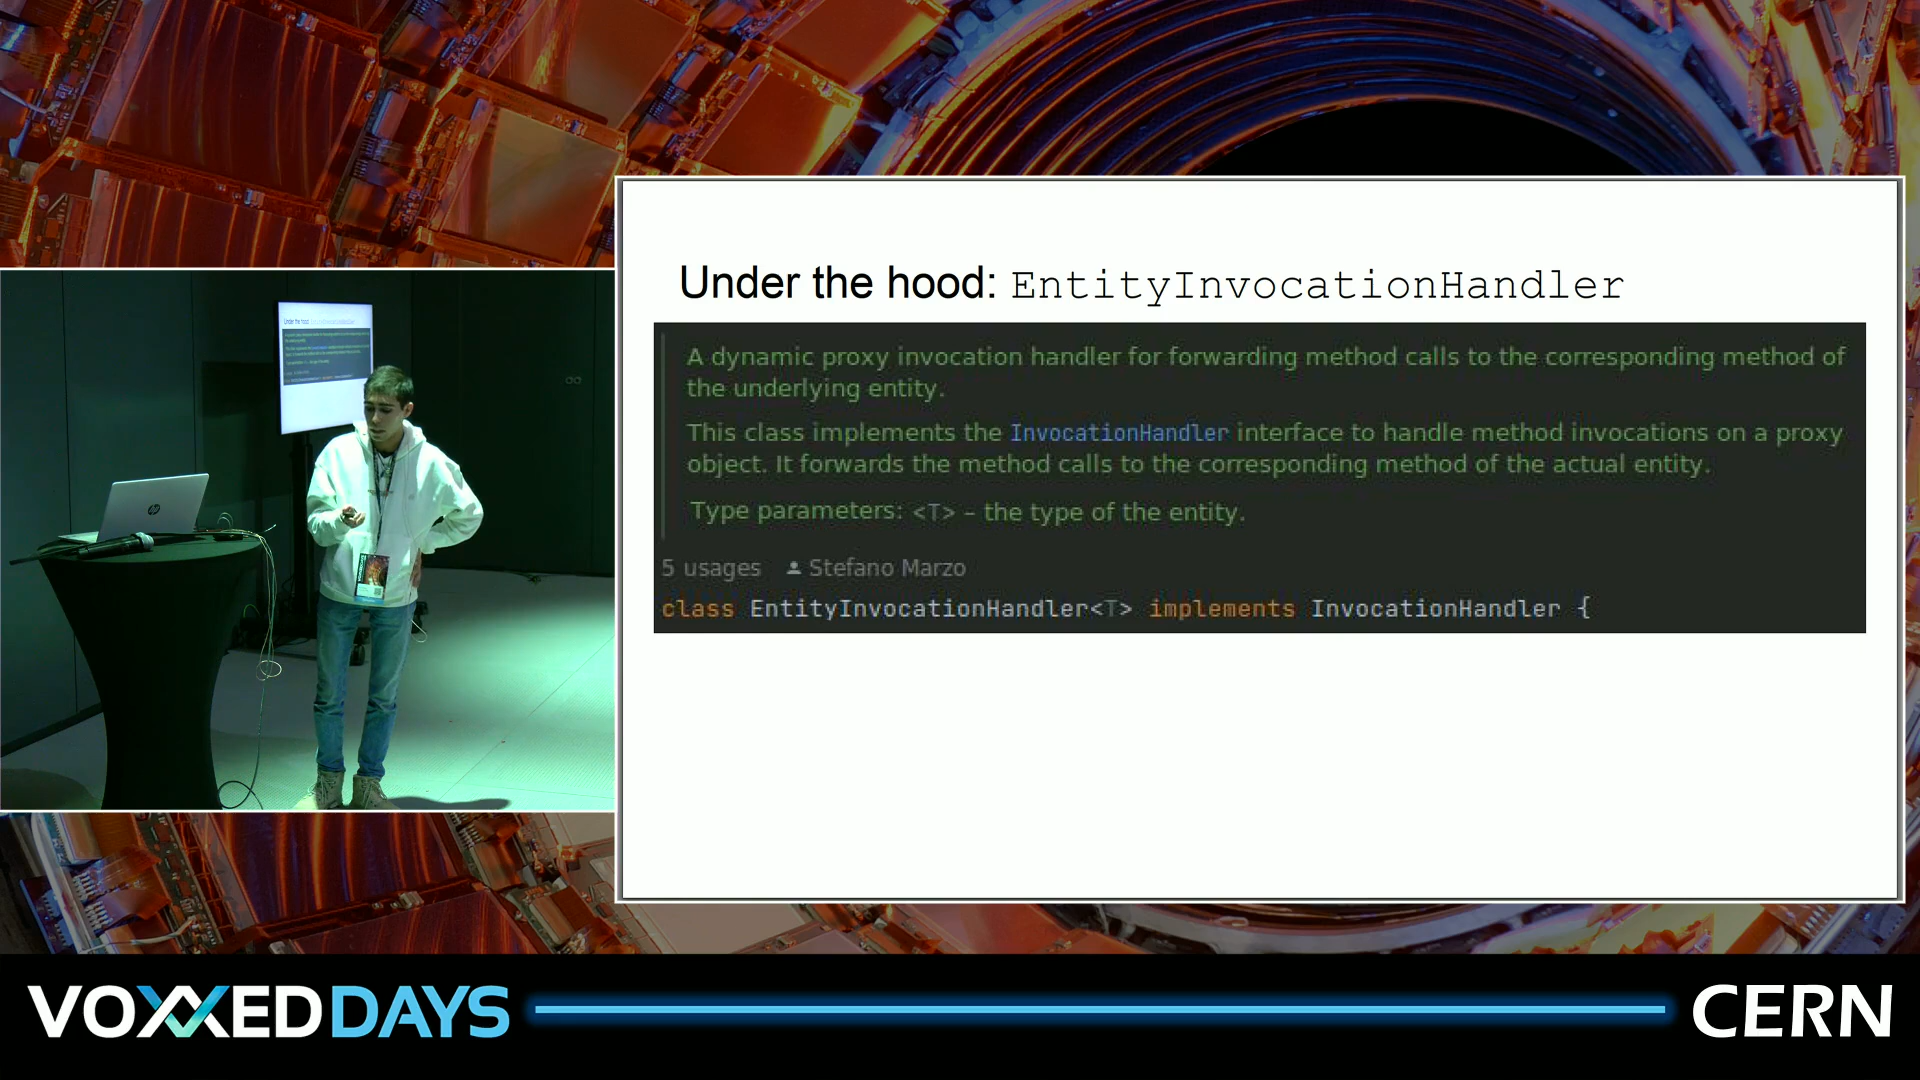 Under the hood: EntityInvocationHandler
A dynamic proxy invocation handler for forwarding method calls to the corresponding method of
the underlying entity.
This class implements the InvocationHandler interface to handle method invocations on a proxy
object. It forwards the method calls to the corresponding method of the actual entity.
Type parameters: <T> – the type of the entity.
5 usages Stefano Marzo
class EntityInvocationHandler<T> implements InvocationHandler {
hp
VOXXEDDAYS
CERN